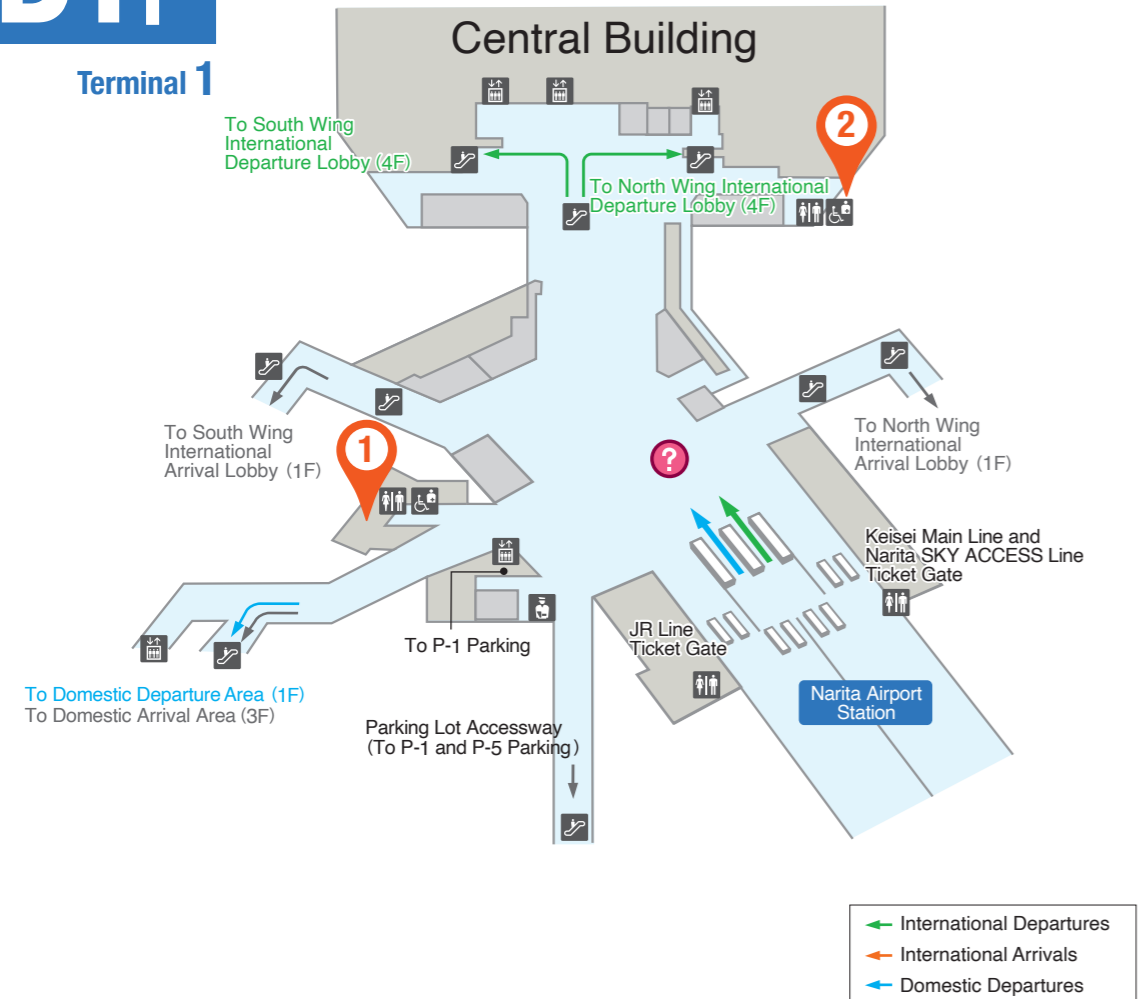 Terminal 1
Central Building
To South Wing
International
Departure Lobby (4F)
2
To North Wing International
Departure Lobby (4F)
To South Wing
International
Arrival Lobby (1F)
1
?
To North Wing
International
Arrival Lobby (1F)
Keisei Main Line and
Narita SKY ACCESS Line
Ticket Gate
JR Line
Ticket Gate
To P-1 Parking
Narita Airport
Station
To Domestic Departure Area (1F)
To Domestic Arrival Area (3F)
Parking Lot Accessway
(To P-1 and P-5 Parking)
International Departures
International Arrivals
Domestic Departures